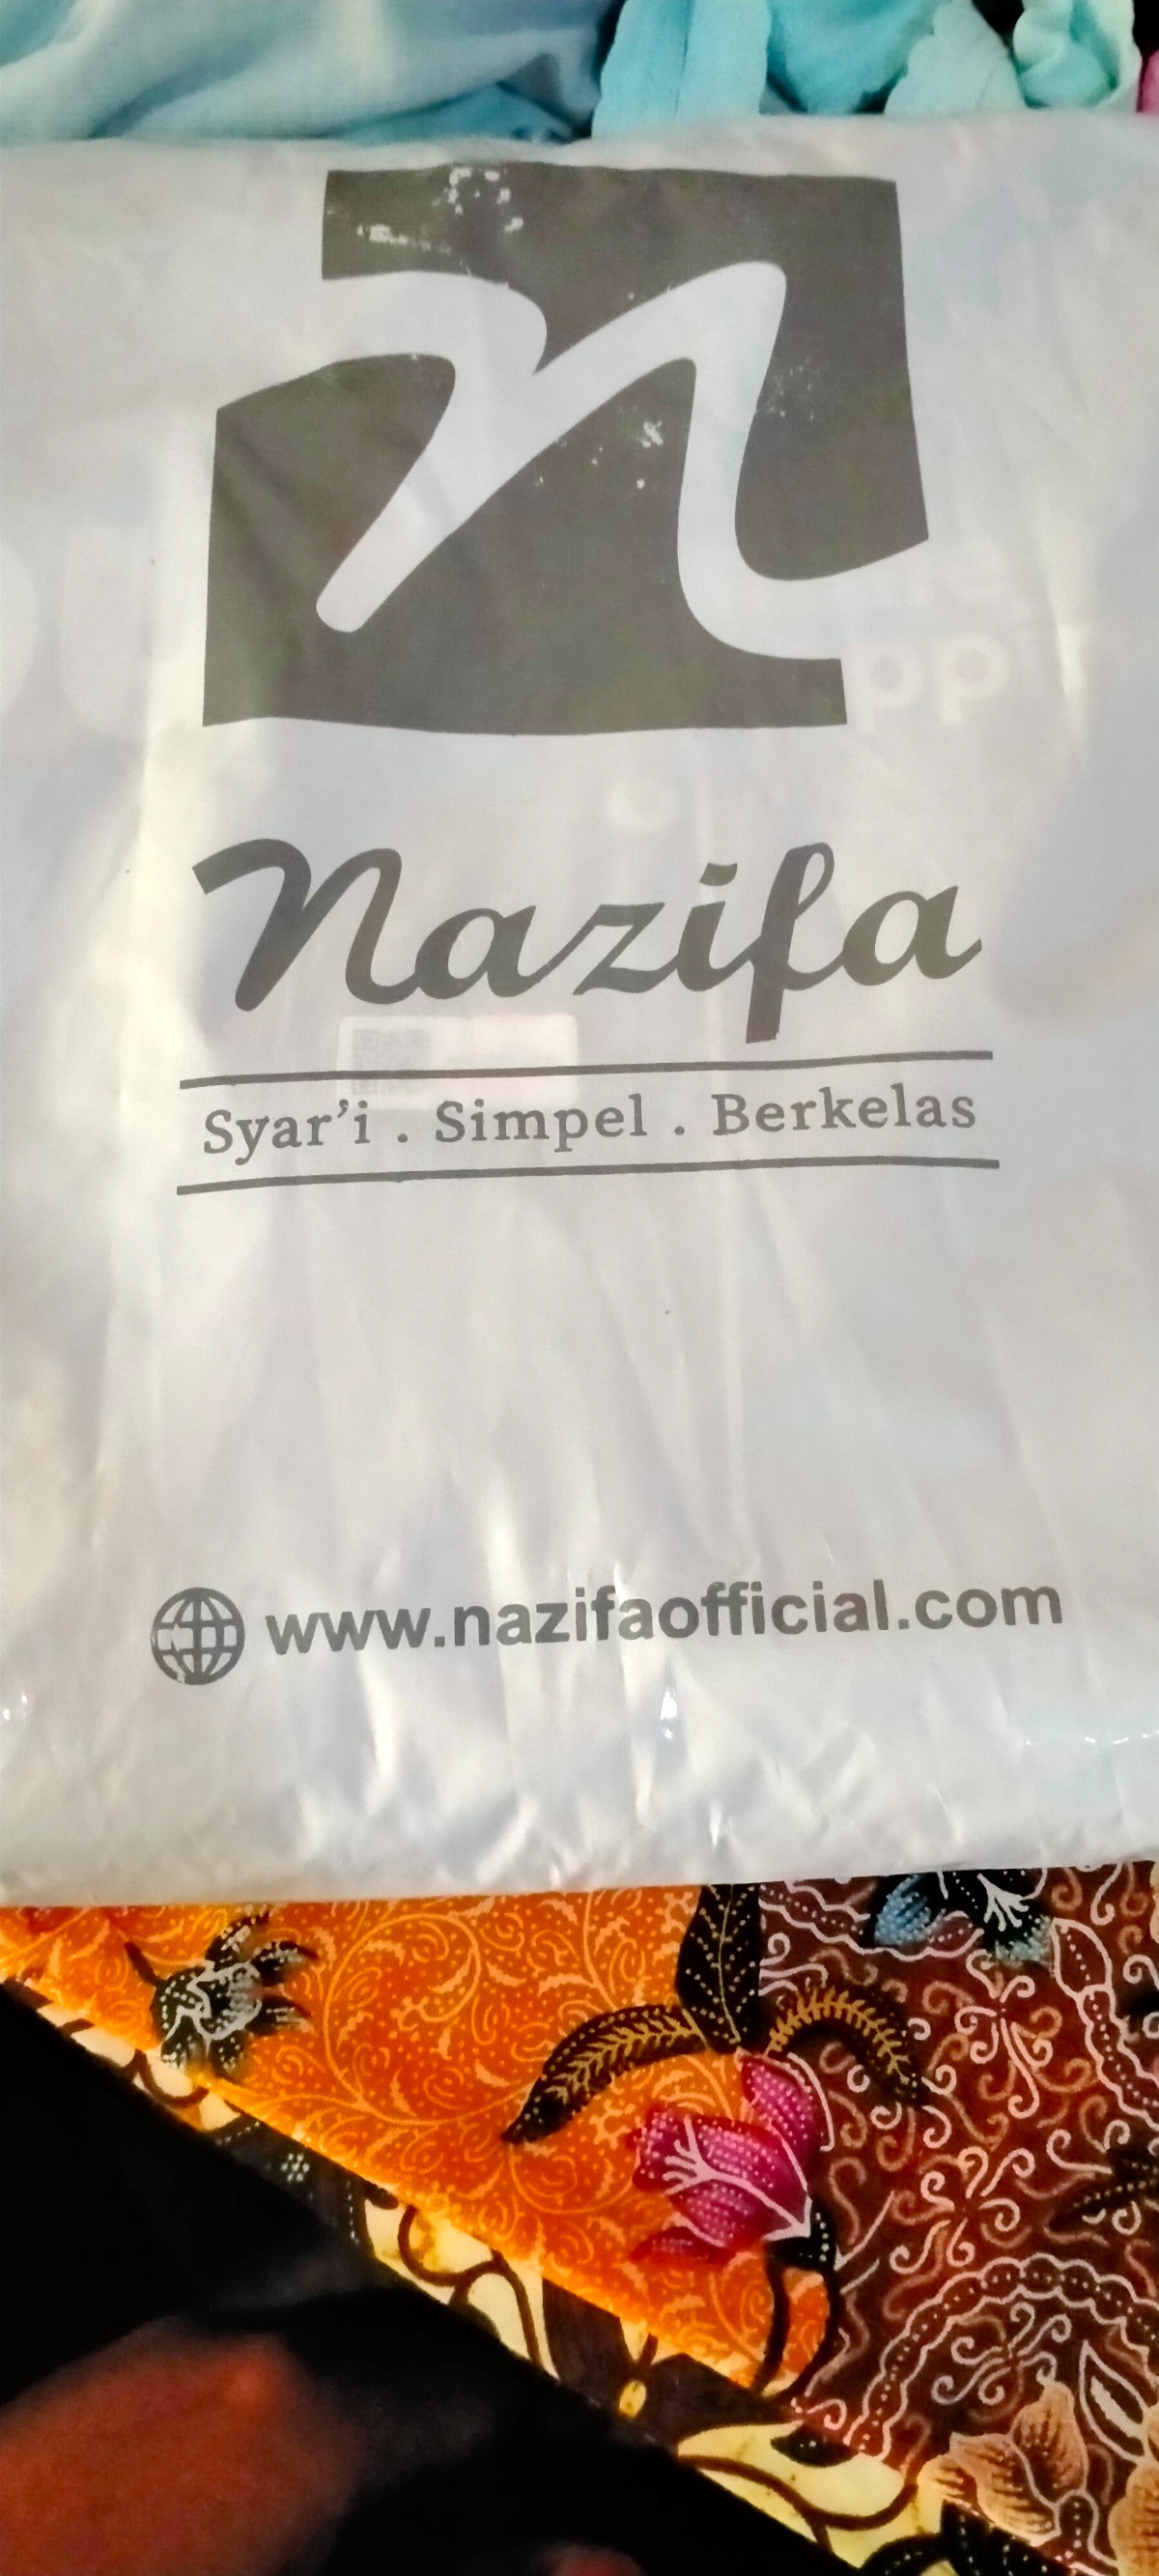 n
Nazifa
Syar'i . Simpel . Berkelas
www.nazifaofficial.com